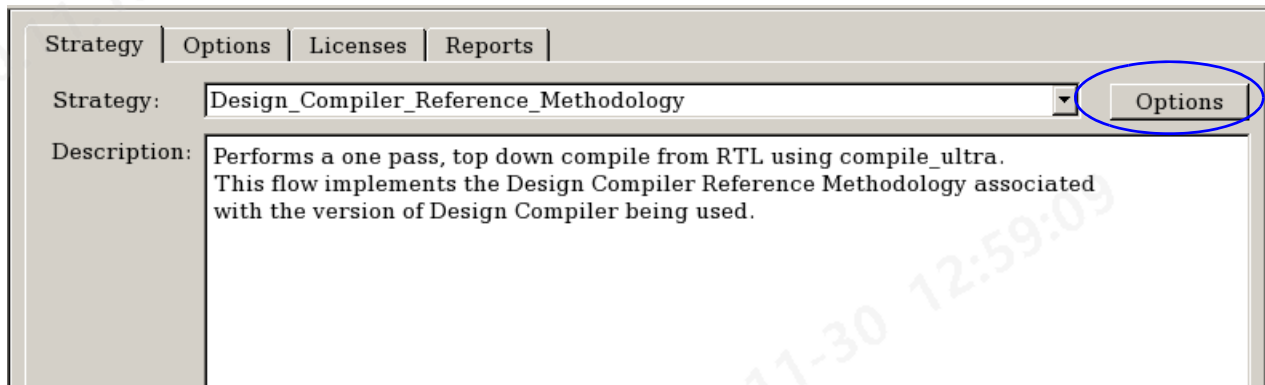 Strategy Options Licenses Reports
Strategy: Design_Compiler_Reference_Methodology Options
Description: Performs a one pass, top down compile from RTL using compile_ultra.
This flow implements the Design Compiler Reference Methodology associated
with the version of Design Compiler being used.
11-30 12:59:09